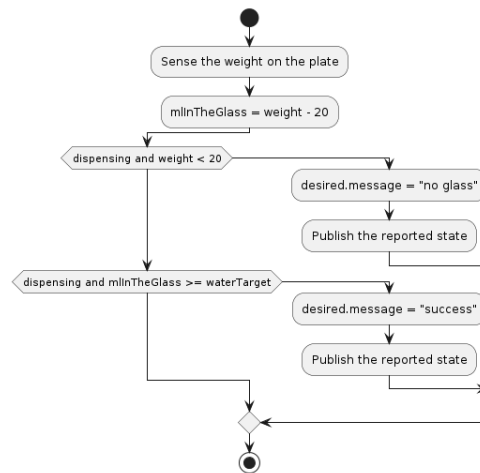 Sense the weight on the plate
mlInTheGlass = weight - 20
dispensing and weight < 20
desired.message = "no glass"
Publish the reported state
dispensing and mlInTheGlass >= waterTarget
desired.message = "success"
Publish the reported state